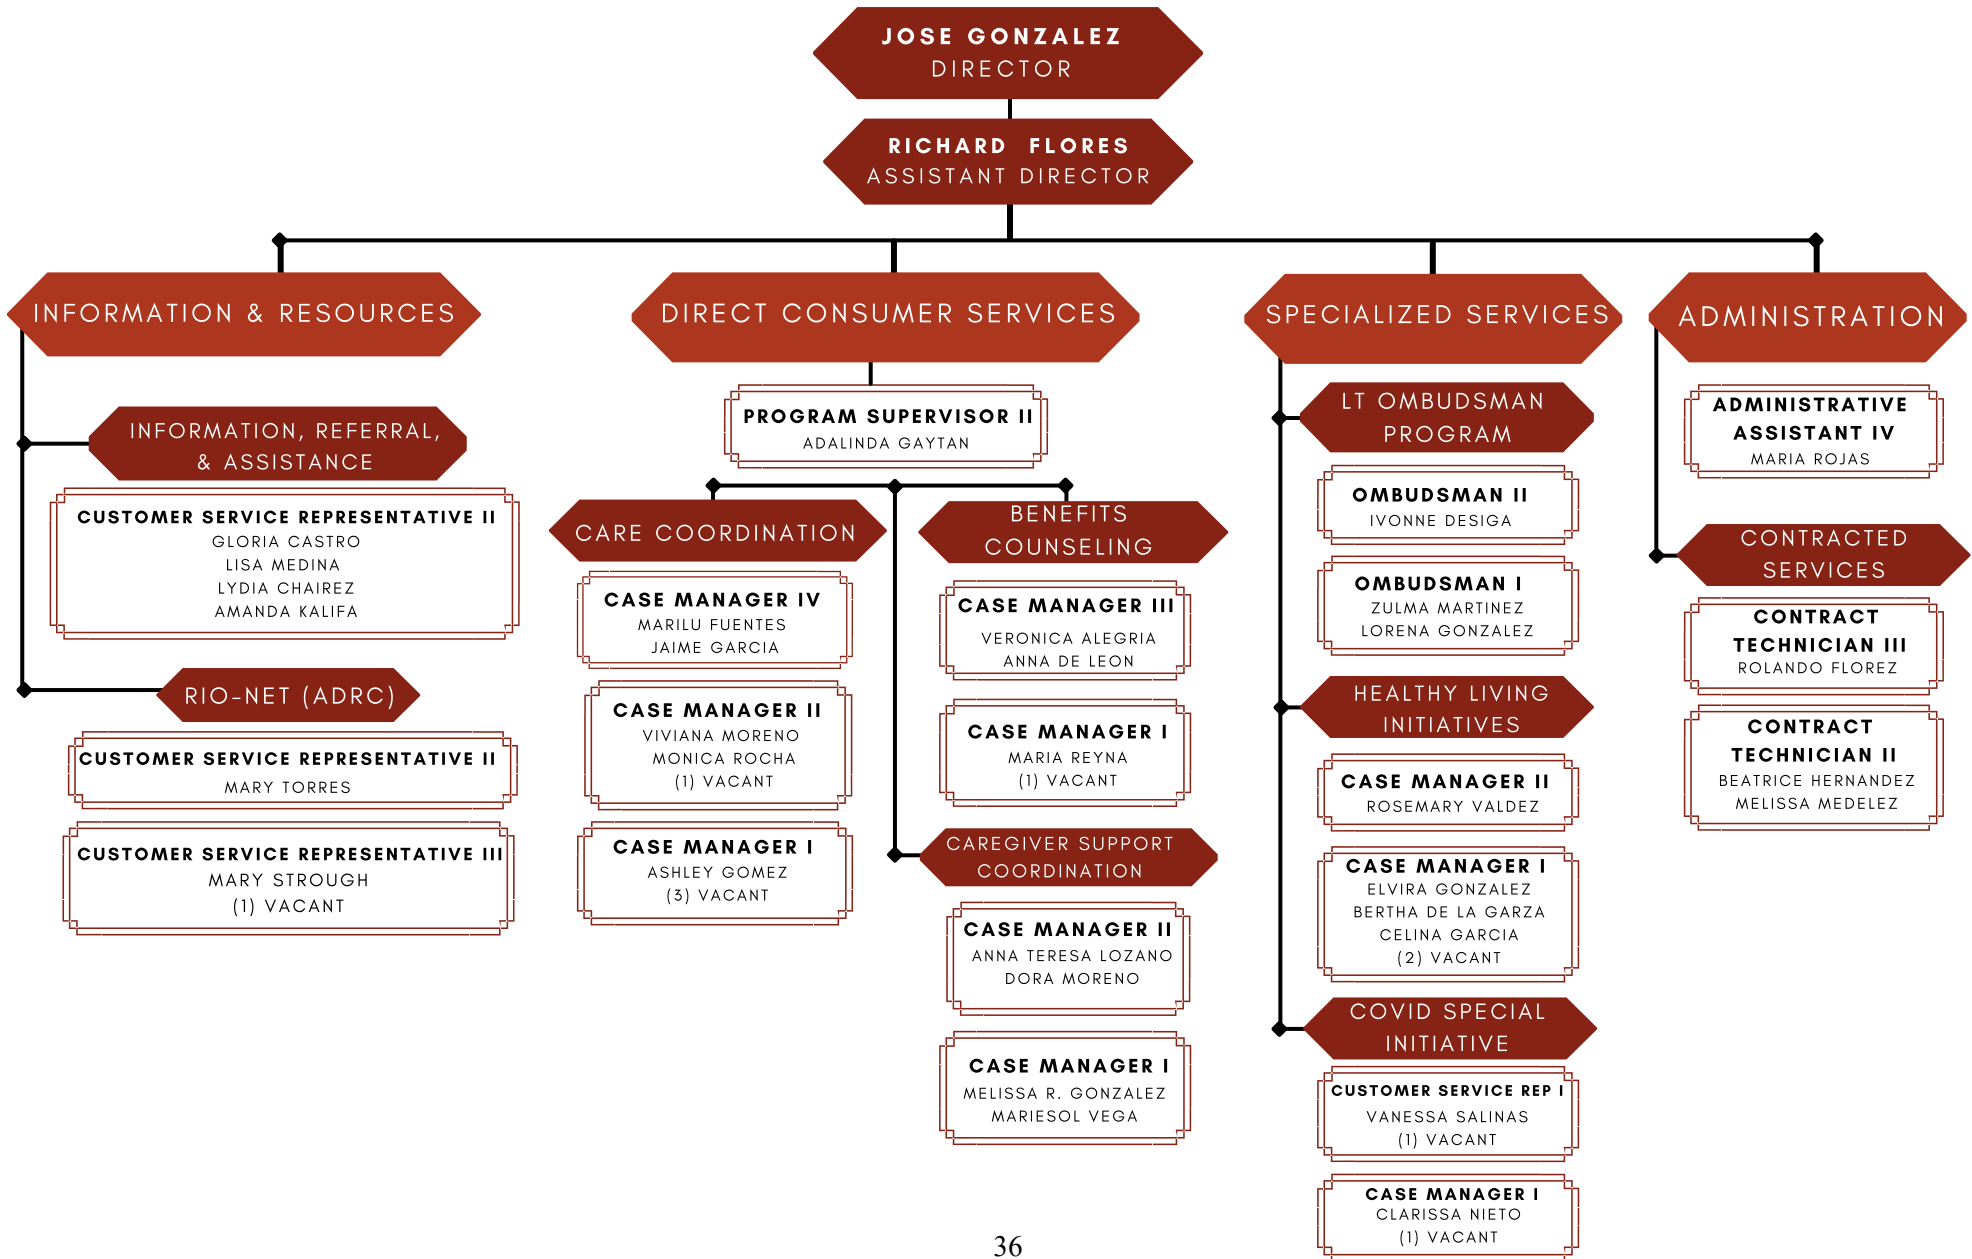 JOSE GONZALEZ
DIRECTOR
RICHARD FLORES
ASSISTANT DIRECTOR
INFORMATION & RESOURCES
INFORMATION, REFERRAL,
& ASSISTANCE
CUSTOMER SERVICE REPRESENTATIVE II
GLORIA CASTRO
LISA MEDINA
LYDIA CHAIREZ
AMANDA KALIFA
RIO-NET (ADRC)
CUSTOMER SERVICE REPRESENTATIVE II
MARY TORRES
CUSTOMER SERVICE REPRESENTATIVE III
MARY STROUGH
(1) VACANT
DIRECT CONSUMER SERVICES
PROGRAM SUPERVISOR II
ADALINDA GAYTAN
CARE COORDINATION
CASE MANAGER IV
MARILU FUENTES
JAIME GARCIA
CASE MANAGER II
VIVIANA MORENO
MONICA ROCHA
(1) VACANT
CASE MANAGER I
ASHLEY GOMEZ
(3) VACANT
BENEFITS
COUNSELING
CASE MANAGER III
VERONICA ALEGRIA
ANNA DE LEON
CASE MANAGER I
MARIA REYNA
(1) VACANT
CAREGIVER SUPPORT
COORDINATION
CASE MANAGER II
ANNA TERESA LOZANO
DORA MORENO
CASE MANAGER I
MELISSA R. GONZALEZ
MARIESOL VEGA
SPECIALIZED SERVICES
LT OMBUDSMAN
PROGRAM
OMBUDSMAN II
IVONNE DESIGA
OMBUDSMAN I
ZULMA MARTINEZ
LORENA GONZALEZ
HEALTHY LIVING
INITIATIVES
CASE MANAGER II
ROSEMARY VALDEZ
CASE MANAGER I
ELVIRA GONZALEZ
BERTHA DE LA GARZA
CELINA GARCIA
(2) VACANT
COVID SPECIAL
INITIATIVE
CUSTOMER SERVICE REP I
VANESSA SALINAS
(1) VACANT
CASE MANAGER I
CLARISSA NIETO
(1) VACANT
ADMINISTRATION
ADMINISTRATIVE
ASSISTANT IV
MARIA ROJAS
CONTRACTED
SERVICES
CONTRACT
TECHNICIAN III
ROLANDO FLOREZ
CONTRACT
TECHNICIAN II
BEATRICE HERNANDEZ
MELISSA MEDELEZ
36